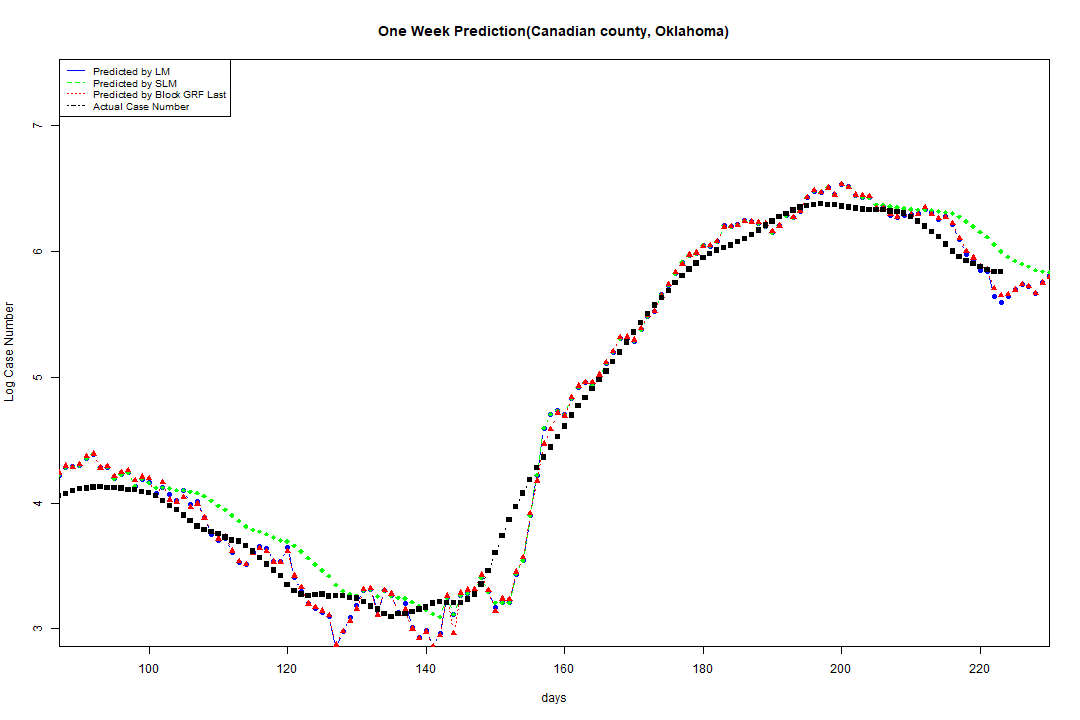 One Week Prediction(Canadian county, Oklahoma)
Predicted by LM
Predicted by SLM
Predicted by Block GRF Last
Actual Case Number
7
6
5
4
3
Log Case Number
100 120 140 160 180 200 220
days